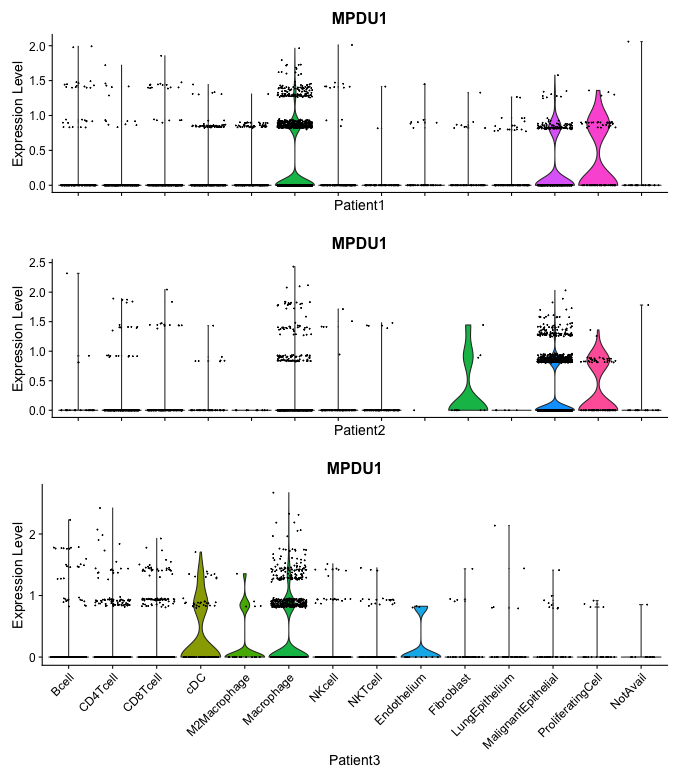 MPDU1
Expression Level
2.0
1.5
1.0
0.5
0.0
Patient1
MPDU1
Expression Level
2.5
2.0
1.5
1.0
0.5
0.0
Patient2
MPDU1
Expression Level
2
1
0
Bcell
CD4Tcell
CD8Tcell
cDC
M2Macrophage
Macrophage
NKcell
NKTcell
Endothelium
Fibroblast
LungEpithelium
MalignantEpithelial
ProliferatingCell
NotAvail
Patient3